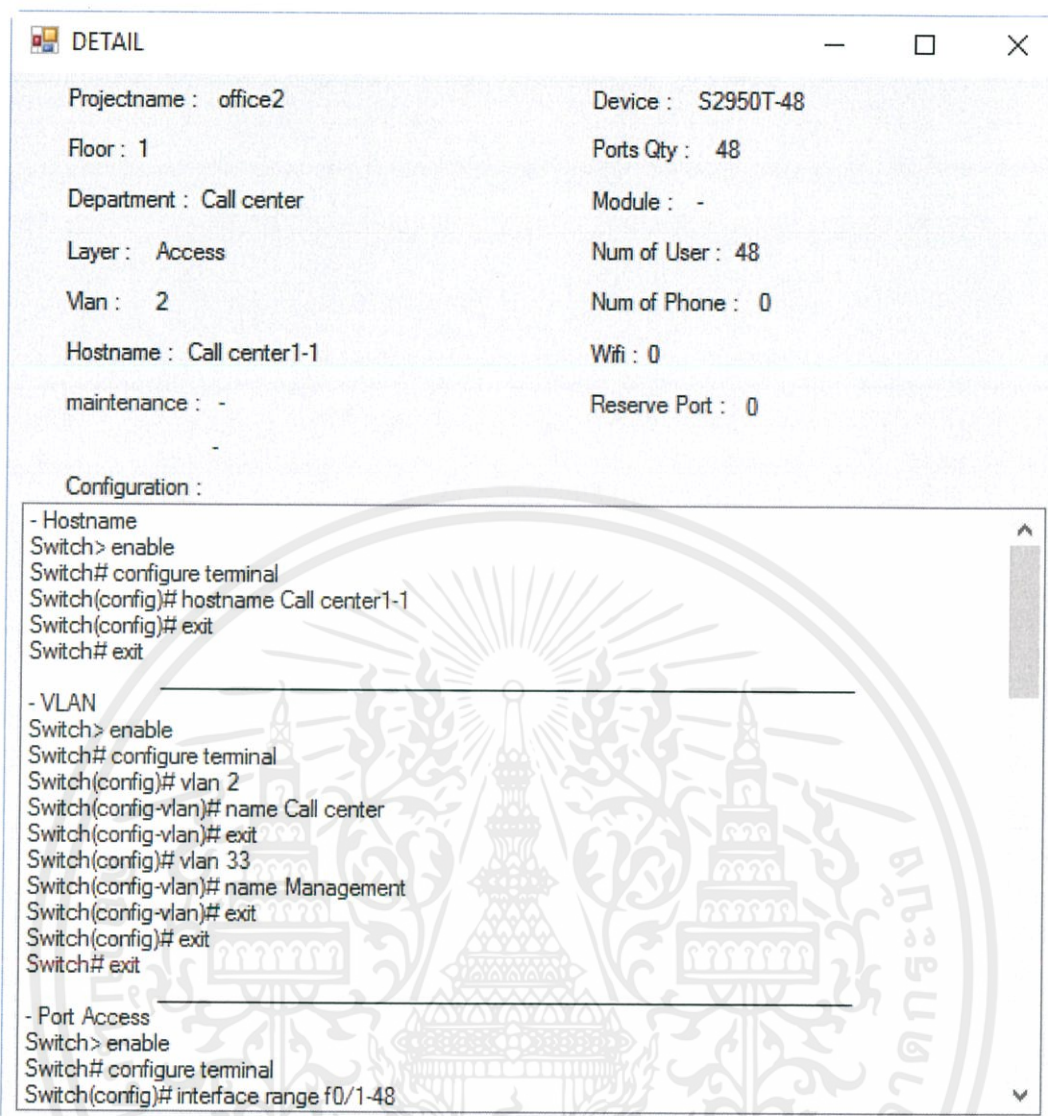 DETAIL
Projectname : office2
Device : S2950T-48
Floor : 1
Ports Qty : 48
Department : Call center
Module : -
Layer : Access
Num of User : 48
Vlan : 2
Num of Phone : 0
Hostname : Call center1-1
Wifi : 0
maintenance :
Reserve Port : 0
-
Configuration :
- Hostname
Switch> enable
Switch# configure terminal
Switch(config)# hostname Call center1-1
Switch(config)# exit
Switch# exit
- VLAN
Switch> enable
Switch# configure terminal
Switch(config)# vlan 2
Switch(config-vlan)# name Call center
Switch(config-vlan)# exit
Switch(config)# vlan 33
Switch(config-vlan)# name Management
Switch(config-vlan)# exit
Switch(config)# exit
Switch# exit
- Port Access
Switch> enable
Switch# configure terminal
Switch(config)# interface range f0/1-48